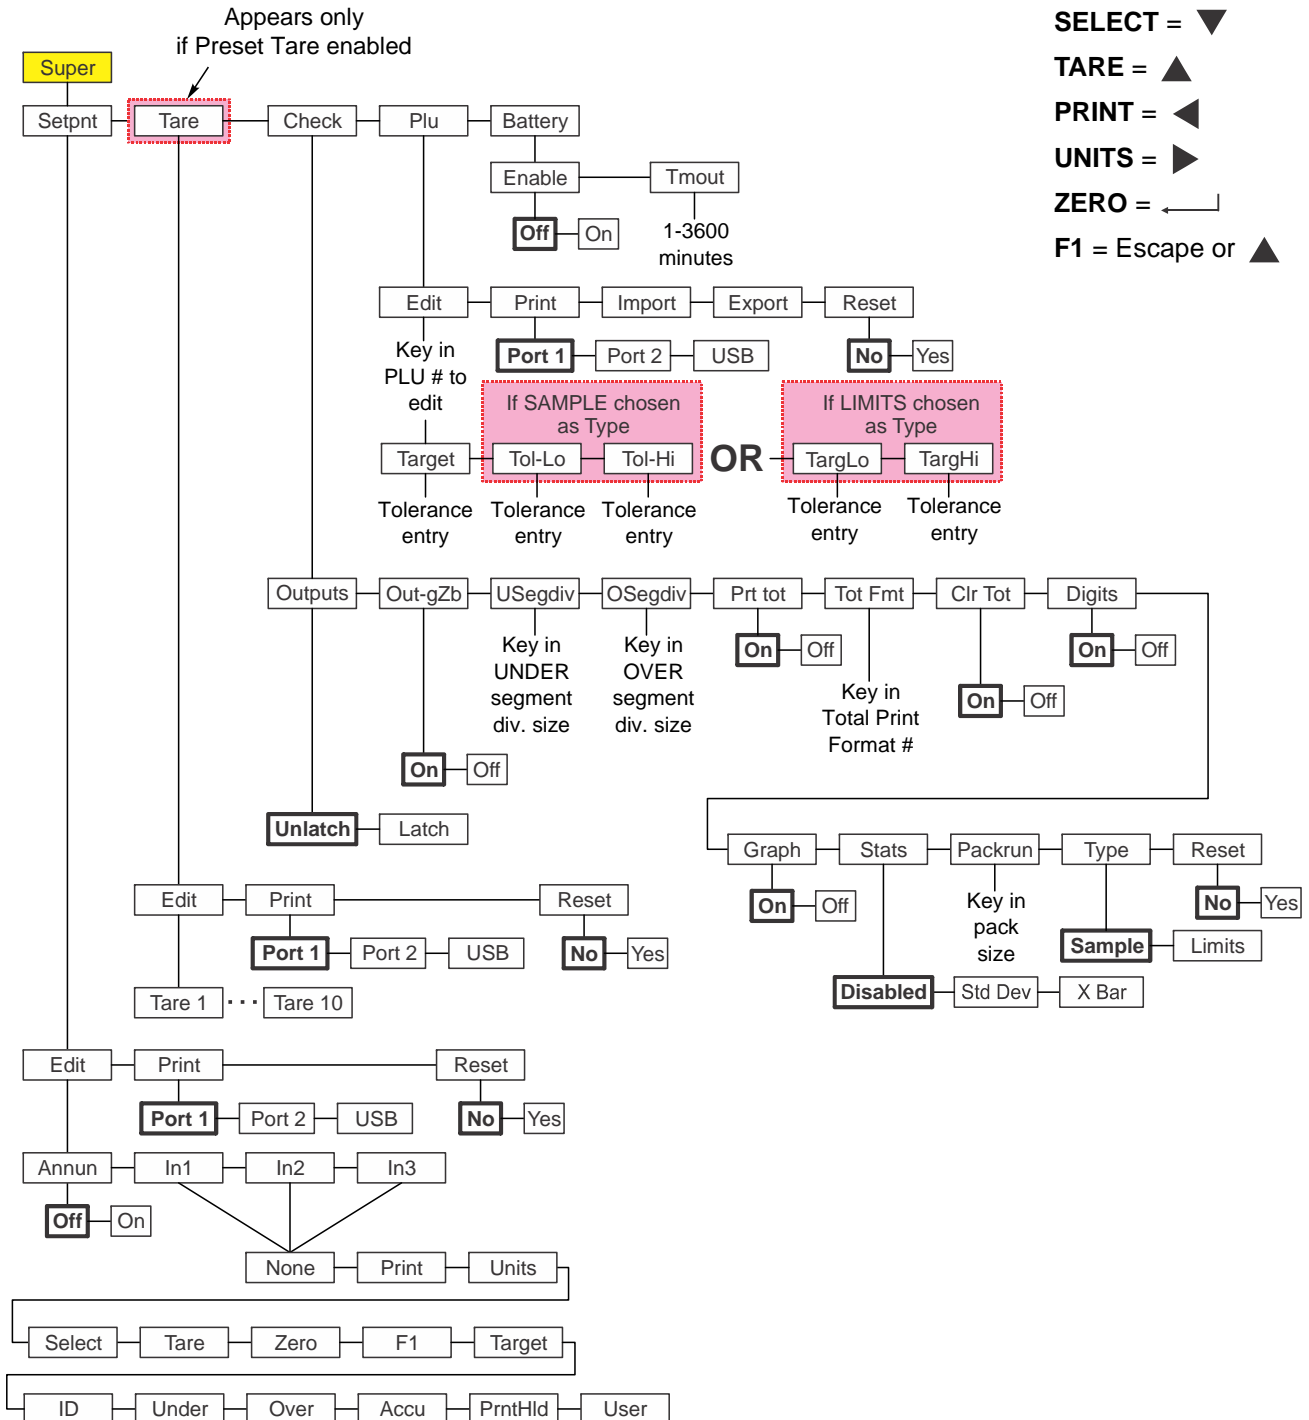 Appears only
if Preset Tare enabled
SELECT =
TARE =
PRINT =
UNITS =
ZERO =
F1 = Escape or
Super
Setpnt Tare Check Plu Battery
Enable Tmout
Off On 1-3600
minutes
Edit Print Import Export Reset
Key in
PLU # to
edit
Port 1 Port 2 USB No Yes
If SAMPLE chosen
as Type
If LIMITS chosen
as Type
Target Tol-Lo Tol-Hi OR TargLo TargHi
Tolerance
entry
Tolerance
entry
Tolerance
entry
Tolerance
entry
Tolerance
entry
Outputs Out-gZb USegdiv OSegdiv Prt tot Tot Fmt Clr Tot Digits
Key in
UNDER
segment
div. size
Key in
OVER
segment
div. size
On Off
Key in
Total Print
Format #
On Off
On Off
On Off
Unlatch Latch
Graph Stats Packrun Type Reset
On Off
Key in
pack
size
No Yes
Sample Limits
Disabled Std Dev X Bar
Edit Print Reset
Port 1 Port 2 USB No Yes
Tare 1 · · · Tare 10
Edit Print Reset
Port 1 Port 2 USB No Yes
Annun In1 In2 In3
Off On
None Print Units
Select Tare Zero F1 Target
ID Under Over Accu PrntHld User